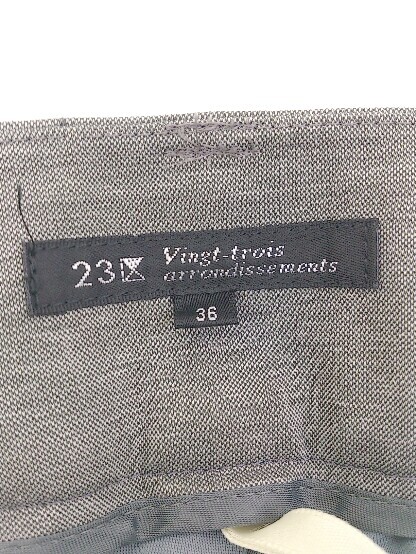 23区 Vingt-trois
arrondissements
36